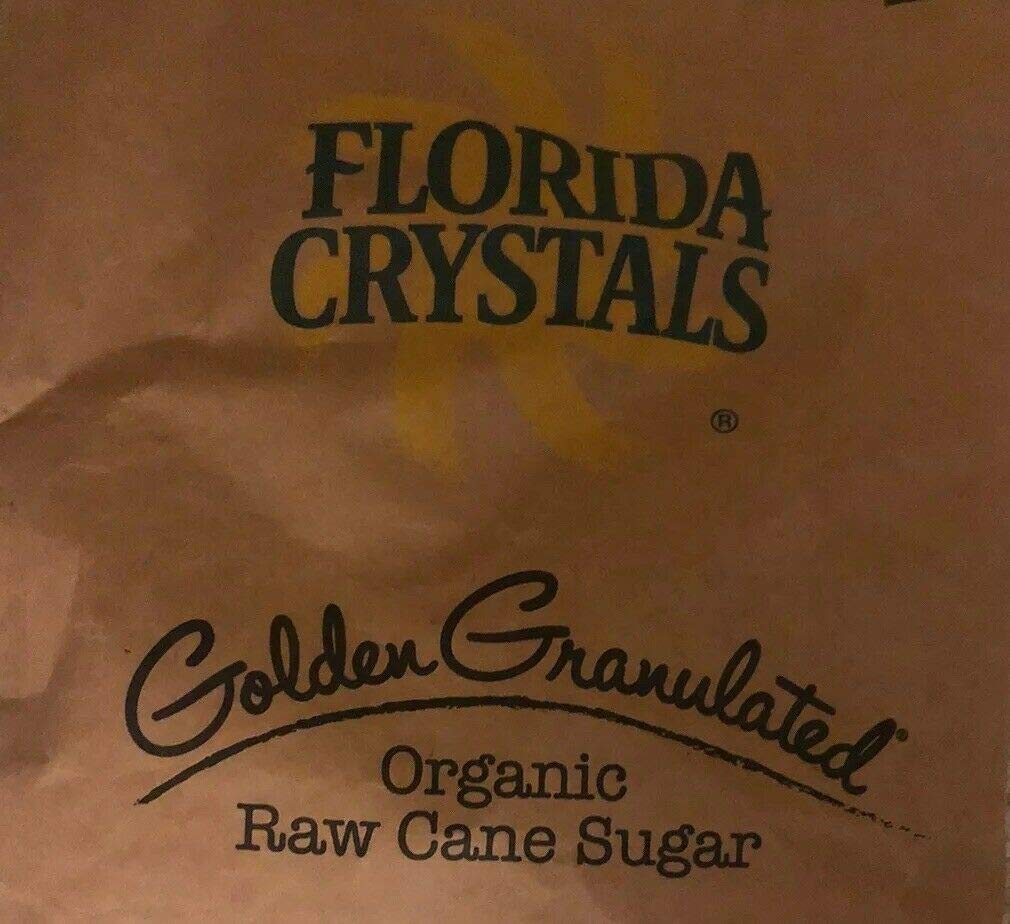 FLORIDA
CRYSTALS
®
Golden Granulated
Organic
Raw Cane Sugar